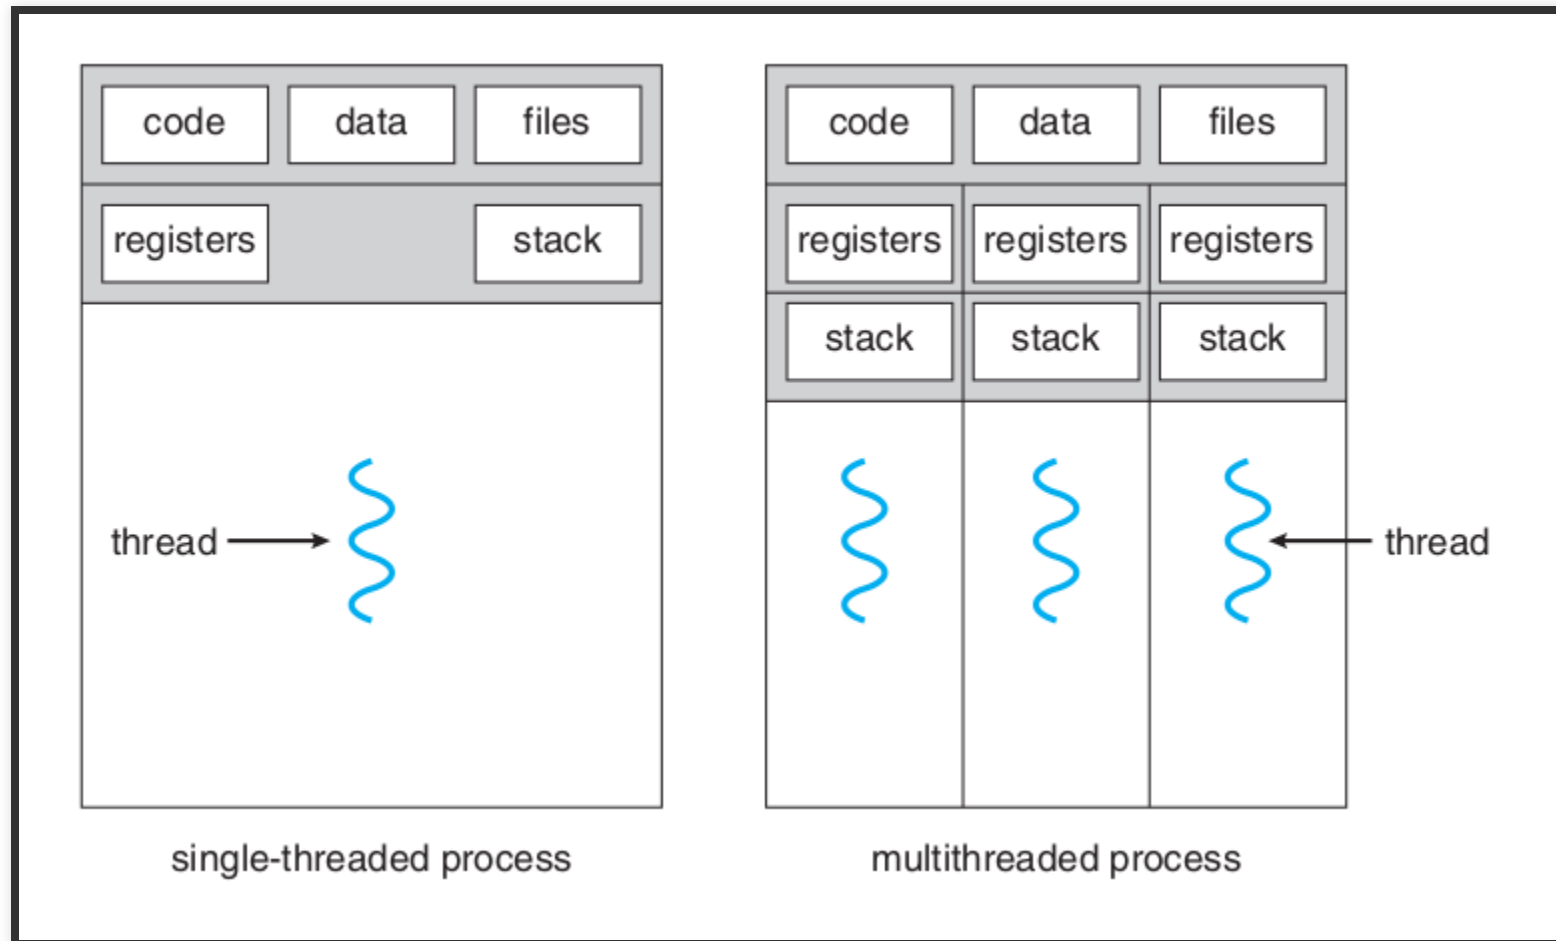 code data files code data files
registers stack registers registers registers
stack stack stack
thread thread
single-threaded process multithreaded process